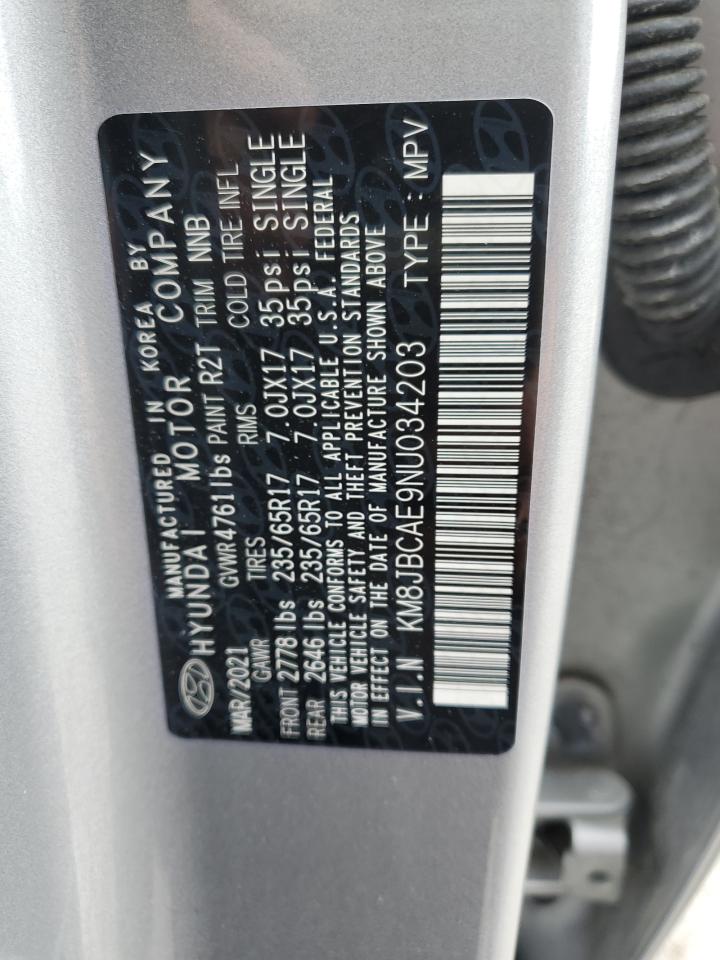 MANUFACTURED IN KOREA BY
HYUNDAI MOTOR COMPANY
MAR/2021 GVWR4761lbs PAINT R2T TRIM NNB
GAWR TIRES RIMS COLD TIRE INFL
FRONT 2778 lbs 235/65R17 7.0JX17 35psi SINGLE
REAR 2646 lbs 235/65R17 7.0JX17 35psi SINGLE
THIS VEHICLE CONFORMS TO ALL APPLICABLE U.S.A. FEDERAL
MOTOR VEHICLE SAFETY AND THEFT PREVENTION STANDARDS
IN EFFECT ON THE DATE OF MANUFACTURE SHOWN ABOVE
V.I.N KM8JBCAE9NU034203 TYPE : MPV